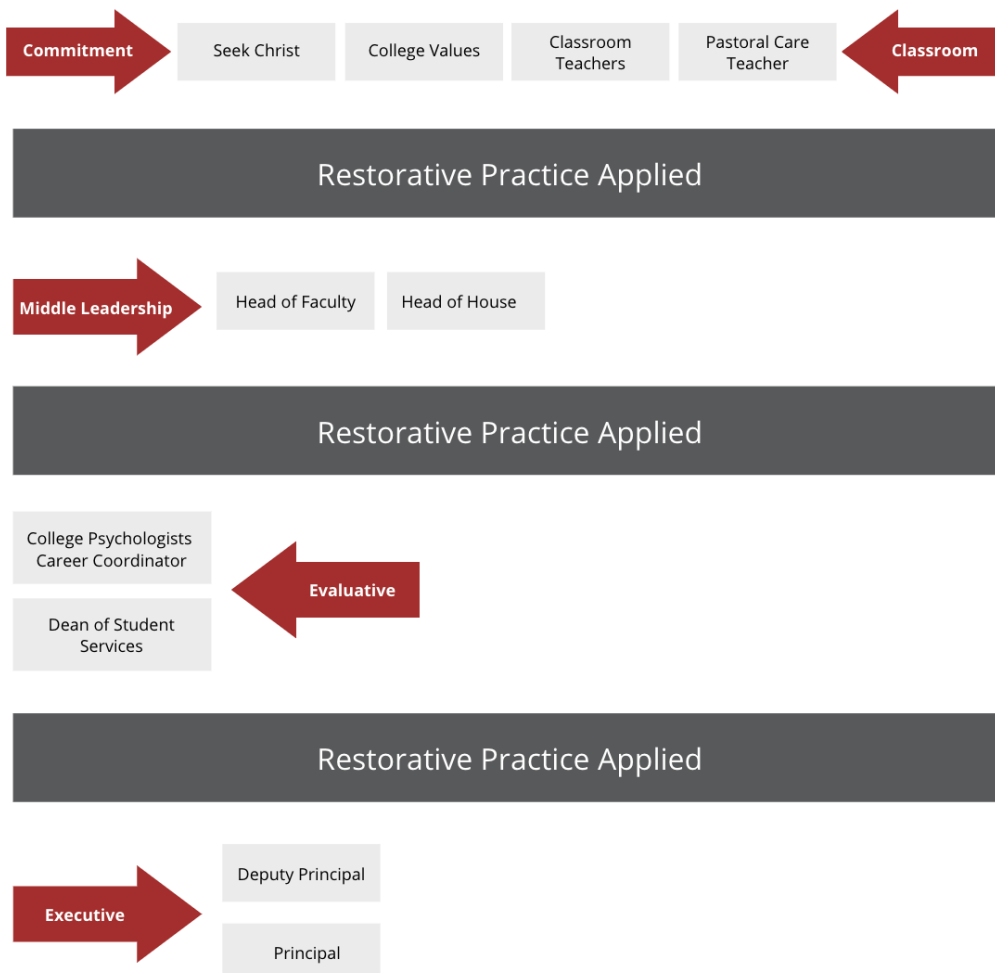 Commitment
Seek Christ
College Values
Classroom
Teachers
Pastoral Care
Teacher
Classroom
Restorative Practice Applied
Middle Leadership
Head of Faculty
Head of House
Restorative Practice Applied
College Psychologists
Career Coordinator
Evaluative
Dean of Student
Services
Restorative Practice Applied
Deputy Principal
Executive
Principal